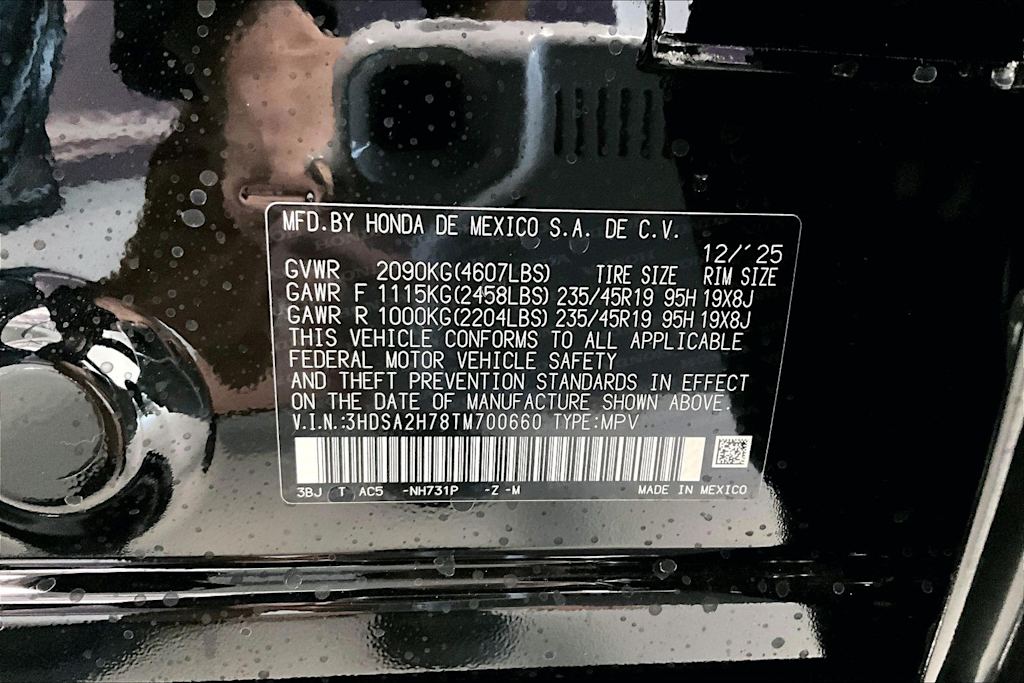 MFD.BY HONDA DE MEXICO S.A. DE C.V.
12/'25
GVWR 2090KG(4607LBS) TIRE SIZE RIM SIZE
GAWR F 1115KG(2458LBS) 235/45R19 95H 19X8J
GAWR R 1000KG(2204LBS) 235/45R19 95H 19X8J
THIS VEHICLE CONFORMS TO ALL APPLICABLE
FEDERAL MOTOR VEHICLE SAFETY
AND THEFT PREVENTION STANDARDS IN EFFECT
ON THE DATE OF MANUFACTURE SHOWN ABOVE.
V.I.N.:3HDSA2H78TM700660 TYPE:MPV
3BJ T AC5 -NH731P -Z -M MADE IN MEXICO